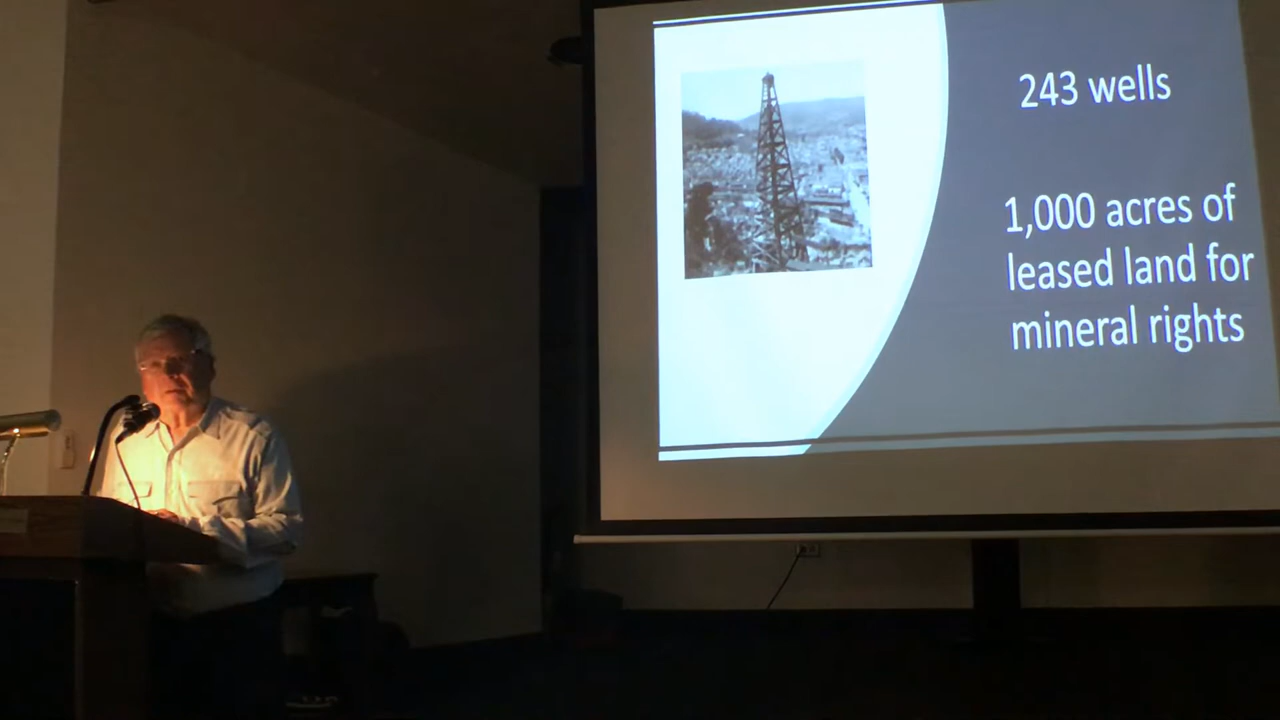 243 wells
1,000 acres of
leased land for
mineral rights